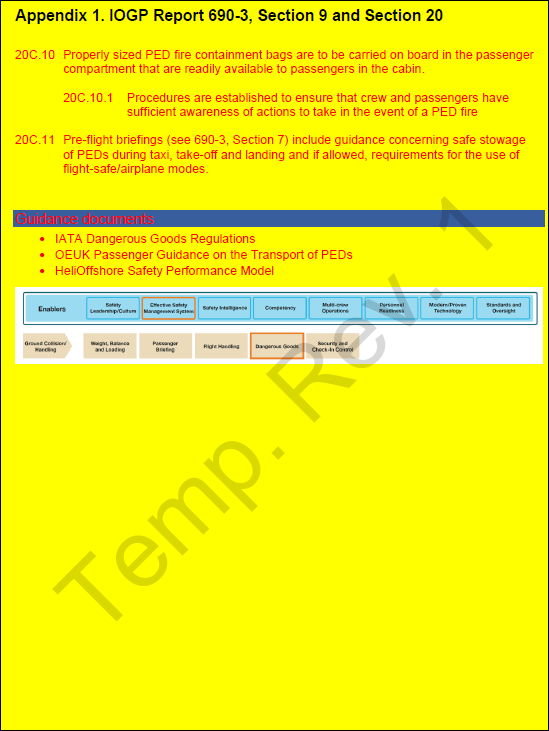 Appendix 1. IOGP Report 690-3, Section 9 and Section 20
20C.10 Properly sized PED fire containment bags are to be carried on board in the passenger
compartment that are readily available to passengers in the cabin.
20C.10.1 Procedures are established to ensure that crew and passengers have
sufficient awareness of actions to take in the event of a PED fire
20C.11 Pre-flight briefings (see 690-3, Section 7) include guidance concerning safe stowage
of PEDs during taxi, take-off and landing and if allowed, requirements for the use of
flight-safe/airplane modes.
Guidance documents
• IATA Dangerous Goods Regulations
• OEUK Passenger Guidance on the Transport of PEDs
• HeliOffshore Safety Performance Model
Enablers
Safety
Leadership/Culture
Effective Safety
Management System
Safety Intelligence
Competency
Multi-crew
Operations
Personnel
Readiness
Modern/Proven
Technology
Standards and
Oversight
Ground Collision/
Handling
Weight, Balance
and Loading
Passenger
Briefing
Flight Handling
Dangerous Goods
Security and
Check-In Control
Temp. Rev. 1